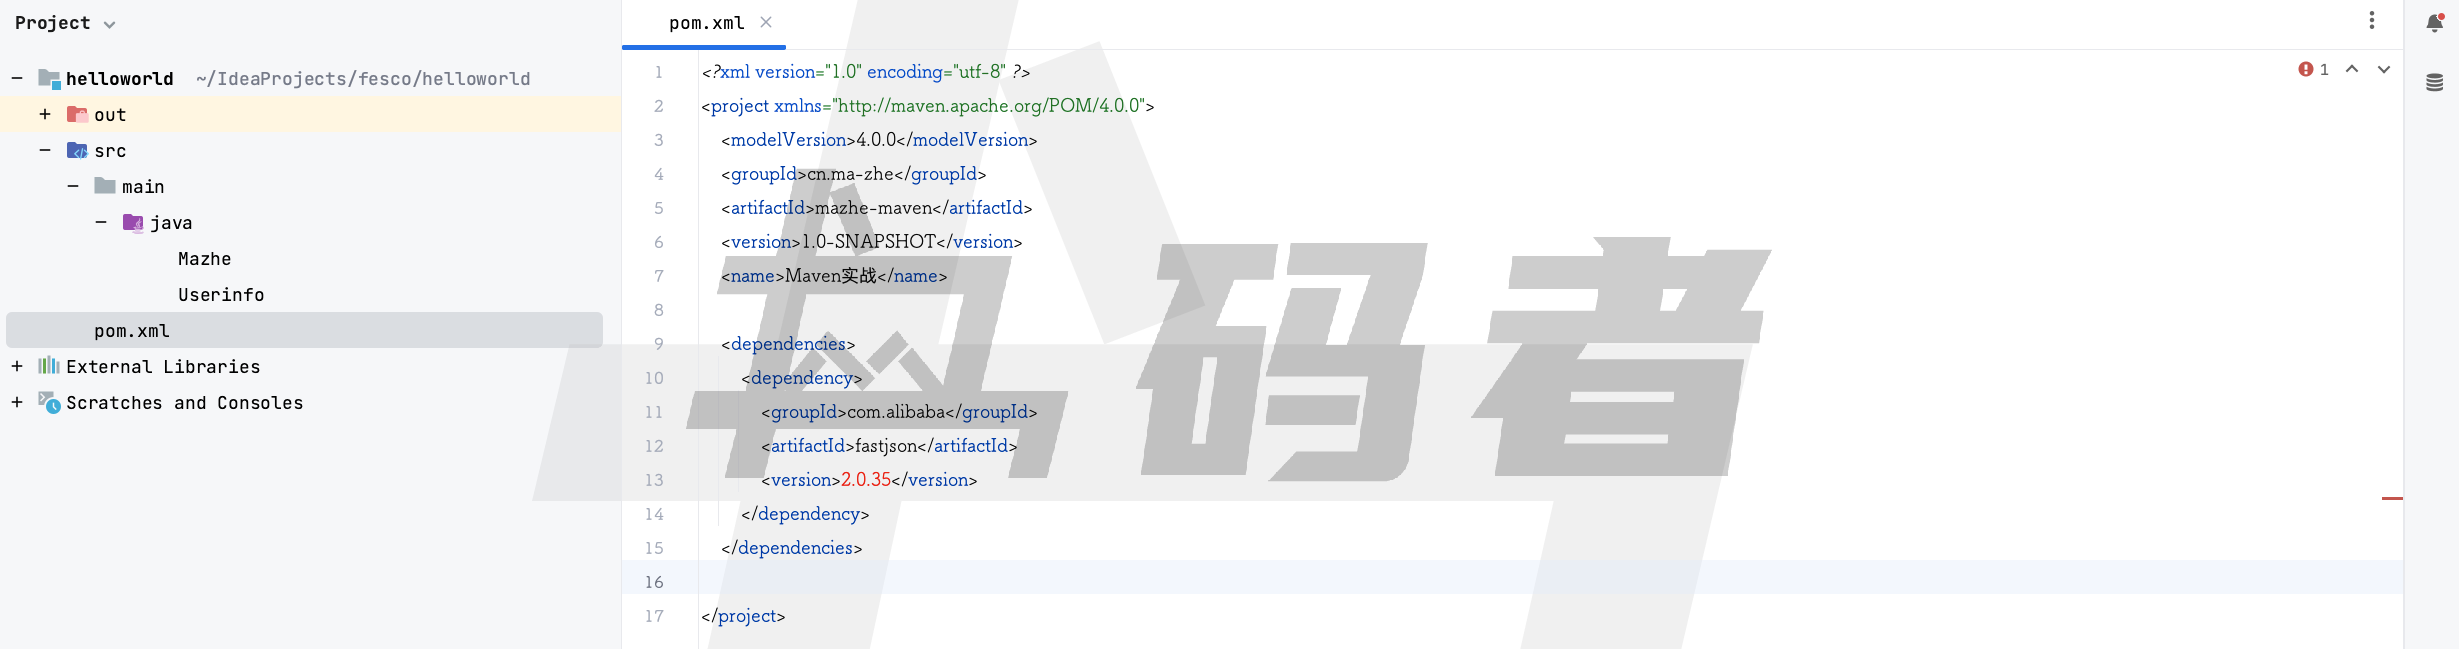 Project
helloworld ~/IdeaProjects/fesco/helloworld
out
src
main
java
Mazhe
Userinfo
pom.xml
External Libraries
Scratches and Consoles
pom.xml
1 <?xml version="1.0" encoding="utf-8" ?>
2 <project xmlns="http://maven.apache.org/POM/4.0.0">
3 <modelVersion>4.0.0</modelVersion>
4 <groupId>cn.ma-zhe</groupId>
5 <artifactId>mazhe-maven</artifactId>
6 <version>1.0-SNAPSHOT</version>
7 <name>Maven实战</name>
8
9 <dependencies>
10 <dependency>
11 <groupId>com.alibaba</groupId>
12 <artifactId>fastjson</artifactId>
13 <version>2.0.35</version>
14 </dependency>
15 </dependencies>
16
17 </project>
1
码者